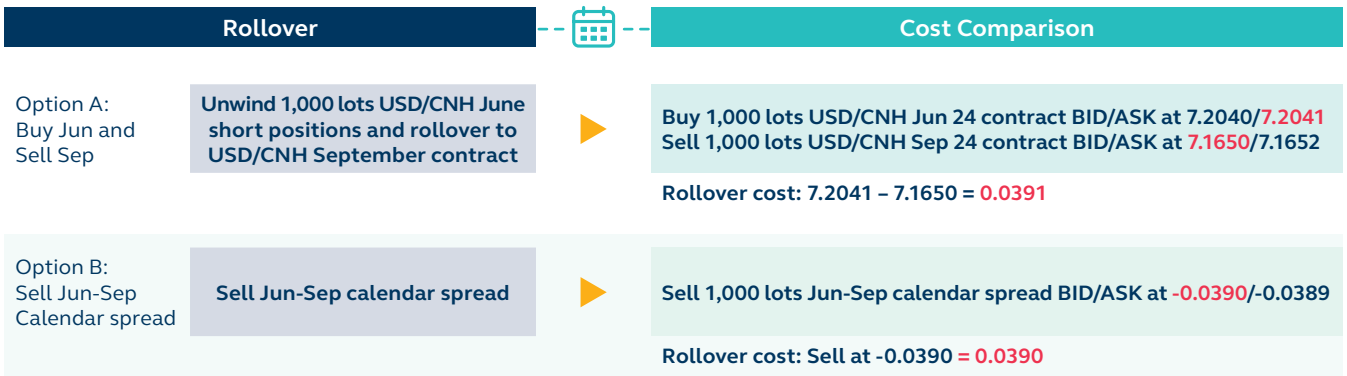 Rollover
Cost Comparison
Option A:
Buy Jun and
Sell Sep
Unwind 1,000 lots USD/CNH June
short positions and rollover to
USD/CNH September contract
Buy 1,000 lots USD/CNH Jun 24 contract BID/ASK at 7.2040/7.2041
Sell 1,000 lots USD/CNH Sep 24 contract BID/ASK at 7.1650/7.1652
Rollover cost: 7.2041 – 7.1650 = 0.0391
Option B:
Sell Jun-Sep
Calendar spread
Sell Jun-Sep calendar spread
Sell 1,000 lots Jun-Sep calendar spread BID/ASK at -0.0390/-0.0389
Rollover cost: Sell at -0.0390 = 0.0390